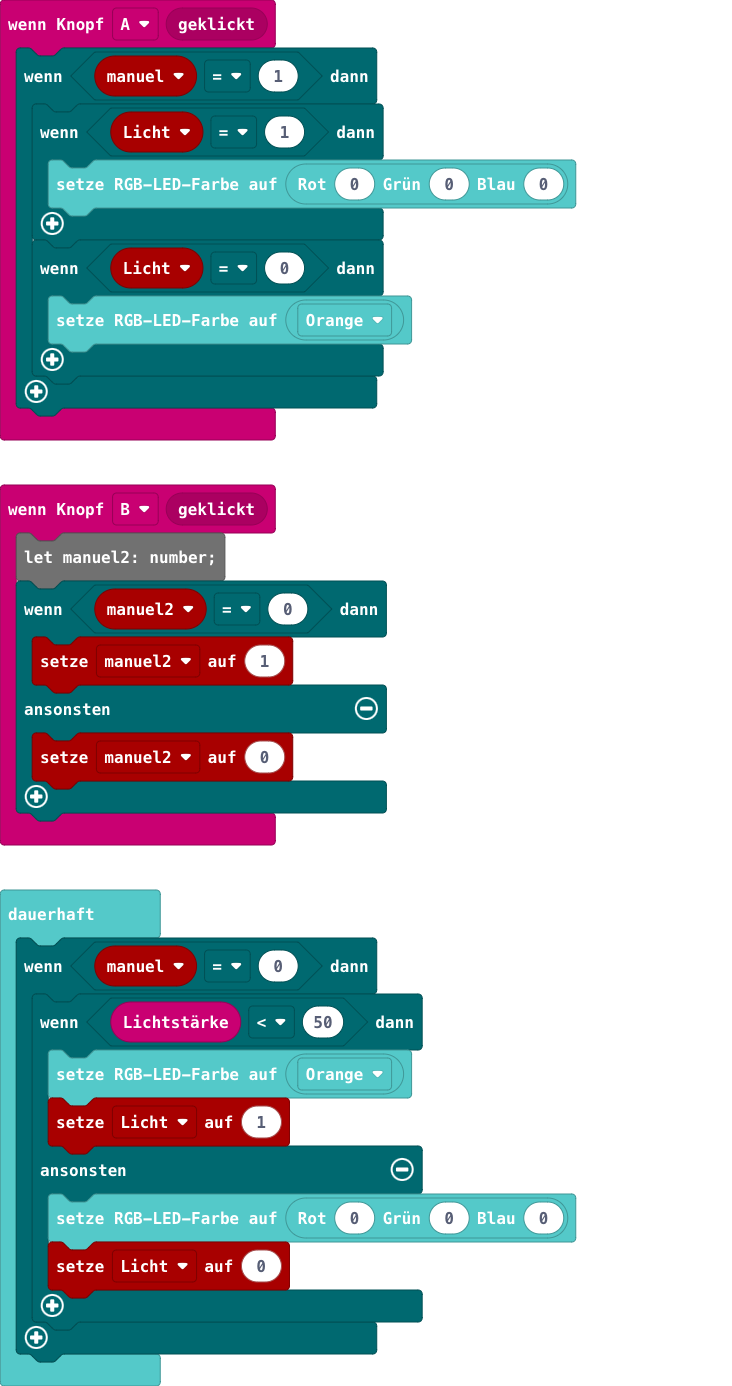 wenn Knopf A geklickt
wenn manuel = 1 dann
wenn Licht = 1 dann
setze RGB-LED-Farbe auf Rot 0 Grün 0 Blau 0
wenn Licht = 0 dann
setze RGB-LED-Farbe auf Orange
wenn Knopf B geklickt
let manuel2: number;
wenn manuel2 = 0 dann
setze manuel2 auf 1
ansonsten
setze manuel2 auf 0
dauerhaft
wenn manuel = 0 dann
wenn Lichtstärke < 50 dann
setze RGB-LED-Farbe auf Orange
setze Licht auf 1
ansonsten
setze RGB-LED-Farbe auf Rot 0 Grün 0 Blau 0
setze Licht auf 0